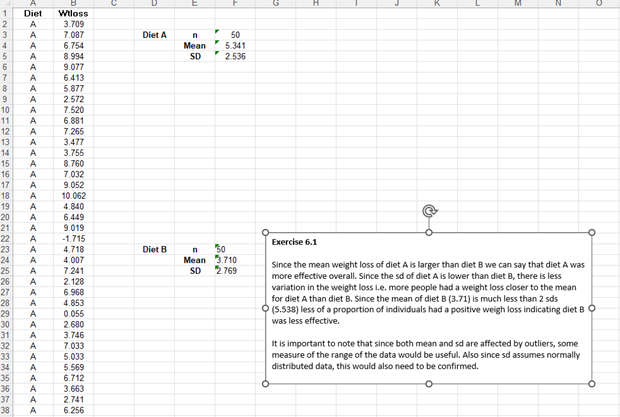 A B C D E F G H I J K L M N O
1 Diet Wtloss
2 A 3.709
3 A 7.087 Diet A n 50
4 A 6.754 Mean 5.341
5 A 8.994 SD 2.536
6 A 9.077
7 A 6.413
8 A 5.877
9 A 2.572
10 A 7.520
11 A 6.881
12 A 7.265
13 A 3.477
14 A 3.755
15 A 8.760
16 A 7.032
17 A 9.052
18 A 10.062
19 A 4.840
20 A 6.449
21 A 9.019
22 A -1.715
23 A 4.718 Diet B n 50
24 A 4.007 Mean 3.710
25 A 7.241 SD 2.769
26 A 2.128
27 A 6.968
28 A 4.853
29 A 0.055
30 A 2.680
31 A 3.746
32 A 7.033
33 A 5.033
34 A 5.569
35 A 6.712
36 A 3.663
37 A 2.741
38 A 6.256
Exercise 6.1
Since the mean weight loss of diet A is larger than diet B we can say that diet A was
more effective overall. Since the sd of diet A is lower than diet B, there is less
variation in the weight loss i.e. more people had a weight loss closer to the mean
for diet A than diet B. Since the mean of diet B (3.71) is much less than 2 sds
(5.538) less of a proportion of individuals had a positive weigh loss indicating diet B
was less effective.
It is important to note that since both mean and sd are affected by outliers, some
measure of the range of the data would be useful. Also since sd assumes normally
distributed data, this would also need to be confirmed.